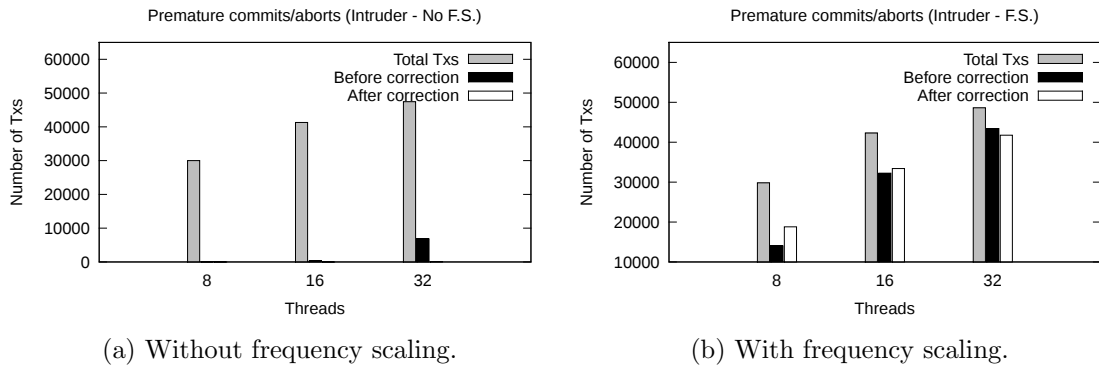 Premature commits/aborts (Intruder - No F.S.)
60000
50000
40000
30000
20000
10000
0
Number of Txs
Total Txs
Before correction
After correction
8 16 32
Threads
(a) Without frequency scaling.
Premature commits/aborts (Intruder - F.S.)
60000
50000
40000
30000
20000
10000
Number of Txs
Total Txs
Before correction
After correction
8 16 32
Threads
(b) With frequency scaling.